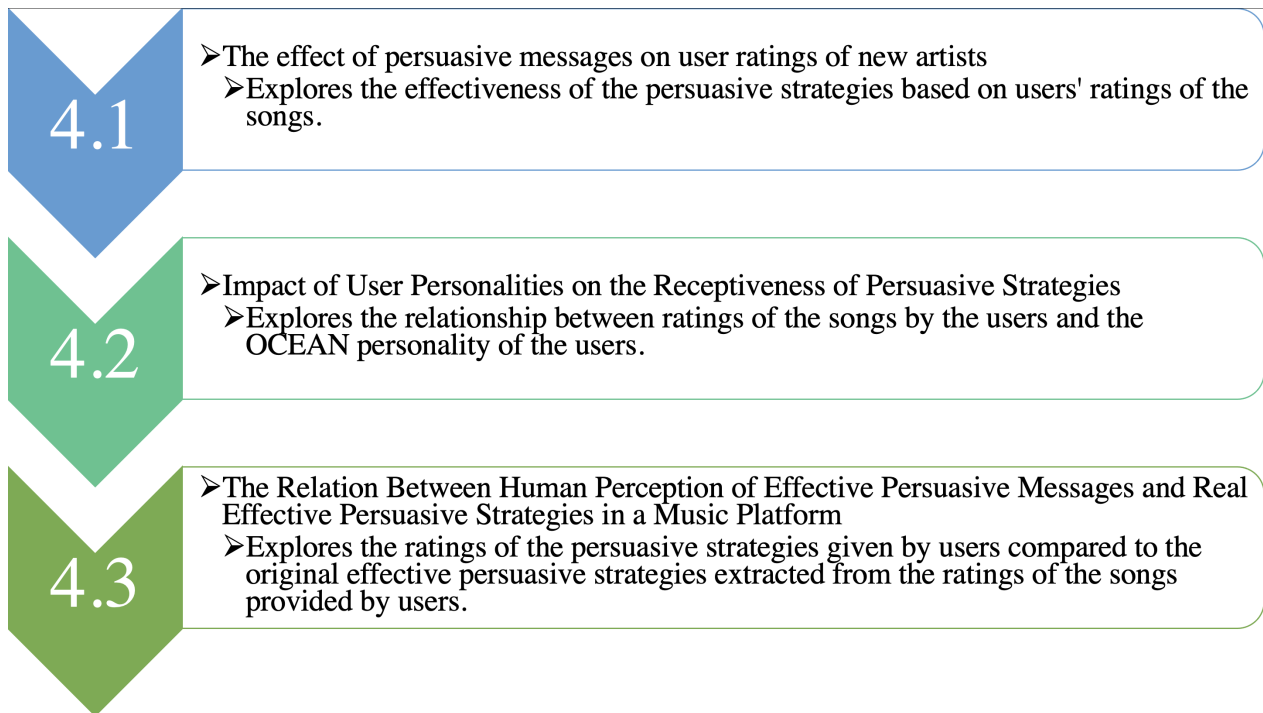 4.1
➢The effect of persuasive messages on user ratings of new artists
➢Explores the effectiveness of the persuasive strategies based on users' ratings of the
songs.
4.2
➢Impact of User Personalities on the Receptiveness of Persuasive Strategies
➢Explores the relationship between ratings of the songs by the users and the
OCEAN personality of the users.
4.3
➢The Relation Between Human Perception of Effective Persuasive Messages and Real
Effective Persuasive Strategies in a Music Platform
➢Explores the ratings of the persuasive strategies given by users compared to the
original effective persuasive strategies extracted from the ratings of the songs
provided by users.